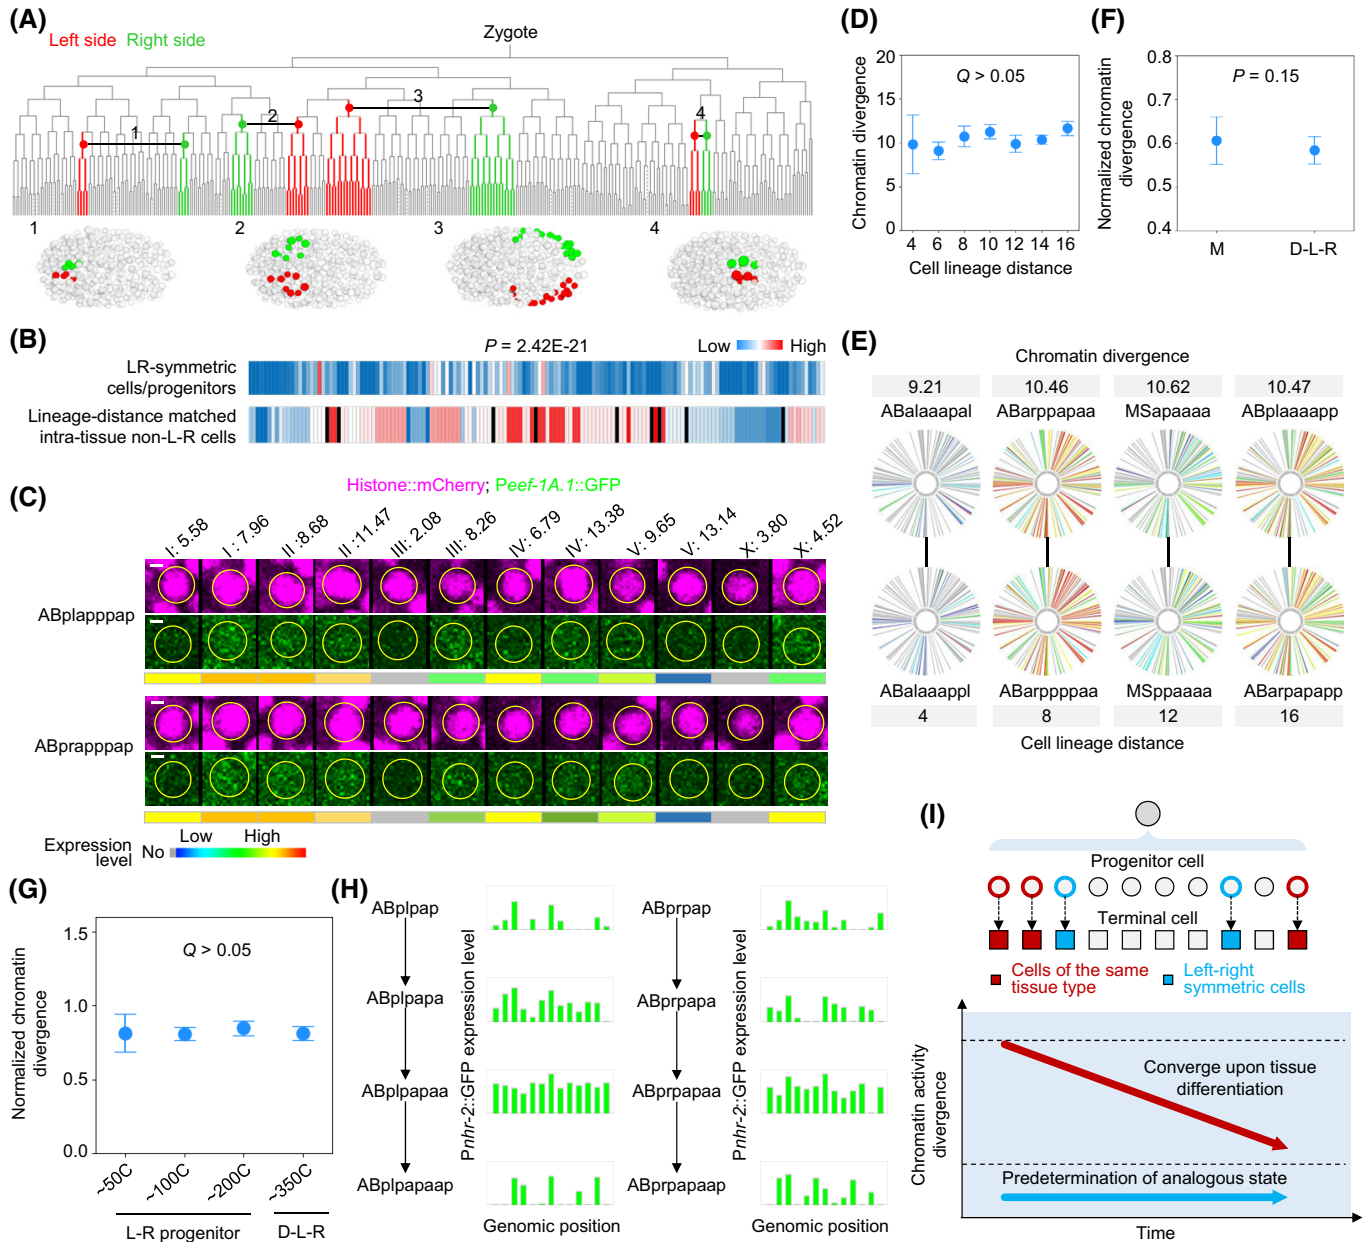 (A)
Left side Right side
Zygote
1
2
3
4
1
2
3
4
(B)
P = 2.42E-21
Low High
LR-symmetric
cells/progenitors
Lineage-distance matched
intra-tissue non-L-R cells
(C)
Histone::mCherry; Peef-1A.1::GFP
I: 5.58
I : 7.96
II :8.68
II :11.47
III: 2.08
III: 8.26
IV: 6.79
IV: 13.38
V: 9.65
V: 13.14
X: 3.80
X: 4.52
ABplapppap
ABprapppap
Expression
level
No
Low High
(D)
Chromatin divergence
20
15
10
5
0
Q > 0.05
4 6 8 10 12 14 16
Cell lineage distance
(F)
Normalized chromatin
divergence
0.8
0.7
0.6
0.5
0.4
P = 0.15
M D-L-R
(E)
Chromatin divergence
9.21 10.46 10.62 10.47
ABalaaapal ABarppapaa MSapaaaa ABplaaaapp
ABalaaappl ABarppppaa MSppaaaa ABarpapapp
4 8 12 16
Cell lineage distance
(G)
Normalized chromatin
divergence
1.5
1.0
0.5
0.0
Q > 0.05
~50C
~100C
~200C
~350C
L-R progenitor D-L-R
(H)
ABplpap
ABplpapa
ABplpapaa
ABplpapaap
Pnhr-2::GFP expression level
Genomic position
ABprpap
ABprpapa
ABprpapaa
ABprpapaap
Pnhr-2::GFP expression level
Genomic position
(I)
Progenitor cell
Terminal cell
Cells of the same
tissue type
Left-right
symmetric cells
Chromatin activity
divergence
Converge upon tissue
differentiation
Predetermination of analogous state
Time